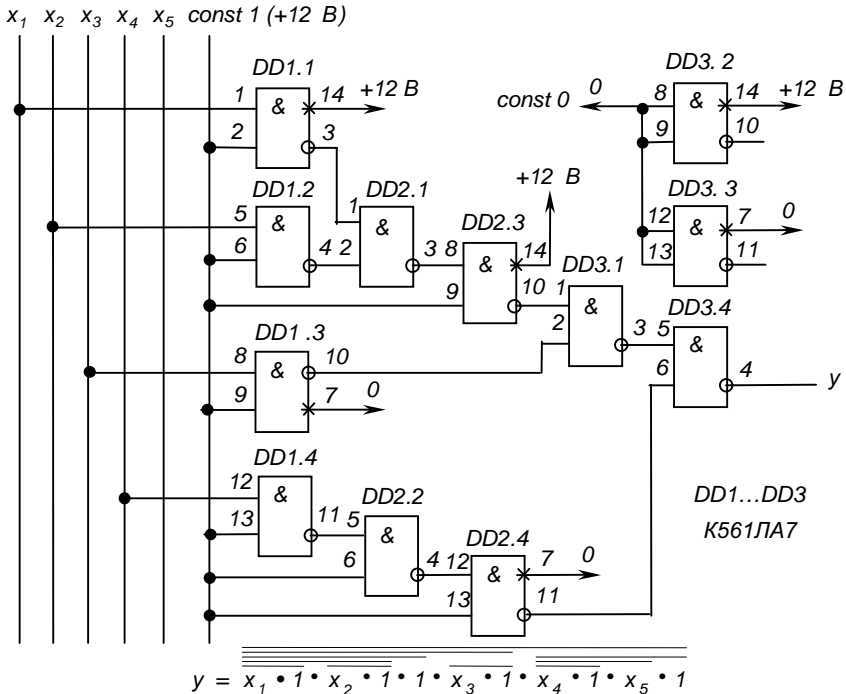 x1 x2 x3 x4 x5 const 1 (+12 В)
DD1.1
1 & 14 +12 В
2 3
DD3. 2
const 0 0 8 & 14 +12 В
9 10
DD1.2 DD2.1
5 & 4
6
1 & 3
2
+12 В
DD2.3
8 & 14
9 10
DD3. 3
12 & 7 0
13 11
DD3.1
1 & 3
2
DD3.4
5 & 4 y
6
DD1 .3
8 & 10
9 7 0
DD1.4
12 & 11
13
DD2.2
5 & 4
6
DD2.4
12 & 7 0
13 11
DD1...DD3
К561ЛА7
y = x1 • 1 • x2 • 1 • 1 • x3 • 1 • x4 • 1 • x5 • 1